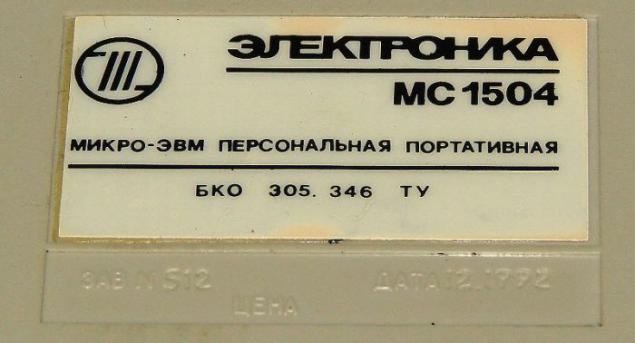 ЭЛЕКТРОНИКА
МС 1504
МИКРО-ЭВМ ПЕРСОНАЛЬНАЯ ПОРТАТИВНАЯ
БКО 305. 346 ТУ
ЗАВ N 512 ДАТА 12.1992
ЦЕНА